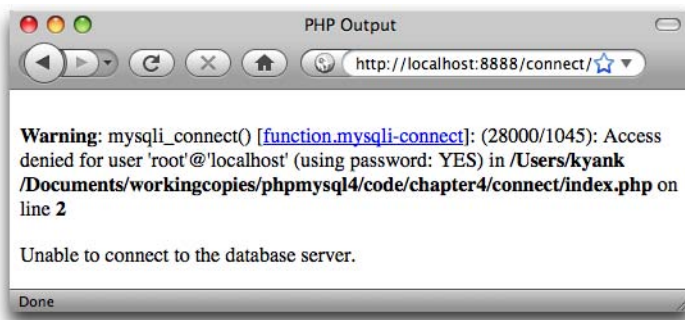 PHP Output
http://localhost:8888/connect/
Warning: mysqli_connect() [function.mysqli-connect]: (28000/1045): Access
denied for user 'root'@'localhost' (using password: YES) in /Users/kyank
/Documents/workingcopies/phpmysql4/code/chapter4/connect/index.php on
line 2
Unable to connect to the database server.
Done